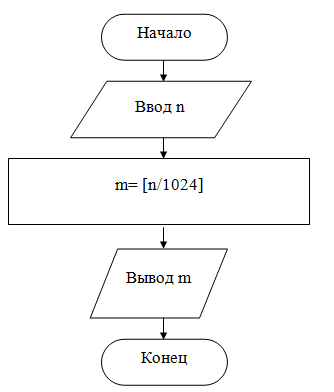 Начало
Ввод n
m= [n/1024]
Вывод m
Конец